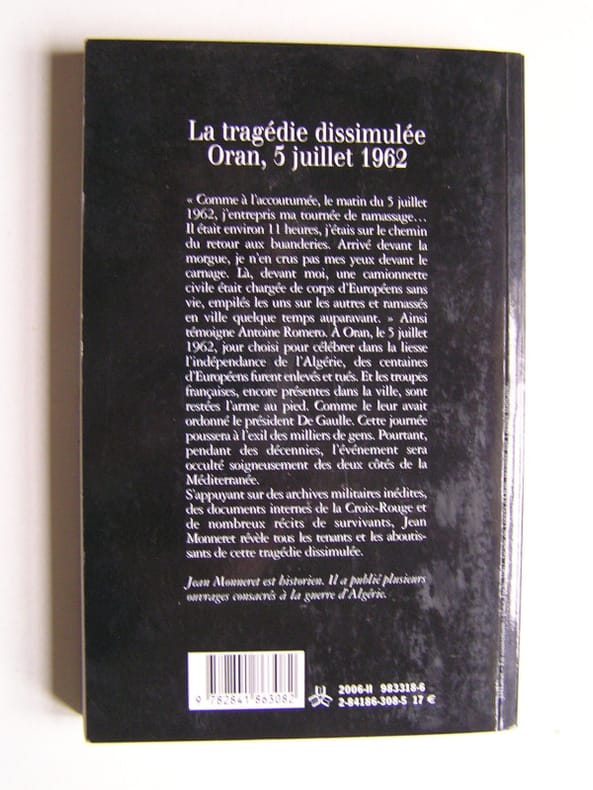 La tragédie dissimulée
Oran, 5 juillet 1962
« Comme à l'accoutumée, le matin du 5 juillet
1962, j'entrepris ma tournée de ramassage…
Il était environ 11 heures, j'étais sur le chemin
du retour aux buanderies. Arrivé devant la
morgue, je n'en crus pas mes yeux devant le
carnage. Là, devant moi, une camionnette
civile était chargée de corps d'Européens sans
vie, empilés les uns sur les autres et ramassés
en ville quelque temps auparavant. » Ainsi
témoigne Antoine Romero. À Oran, le 5 juillet
1962, jour choisi pour célébrer dans la liesse
l'indépendance de l'Algérie, des centaines
d'Européens furent enlevés et tués. Et les troupes
françaises, encore présentes dans la ville, sont
restées l'arme au pied. Comme le leur avait
ordonné le président De Gaulle. Cette journée
poussera à l'exil des milliers de gens. Pourtant,
pendant des décennies, l'événement sera
occulté soigneusement des deux côtés de la
Méditerranée.
S'appuyant sur des archives militaires inédites,
des documents internes de la Croix-Rouge et
de nombreux récits de survivants, Jean
Monneret révèle tous les tenants et les aboutis-
sants de cette tragédie dissimulée.
Jean Monneret est historien. Il a publié plusieurs
ouvrages consacrés à la guerre d'Algérie.
9 782841 863082
2006-II 983318-6
2-84186-308-5 17 €